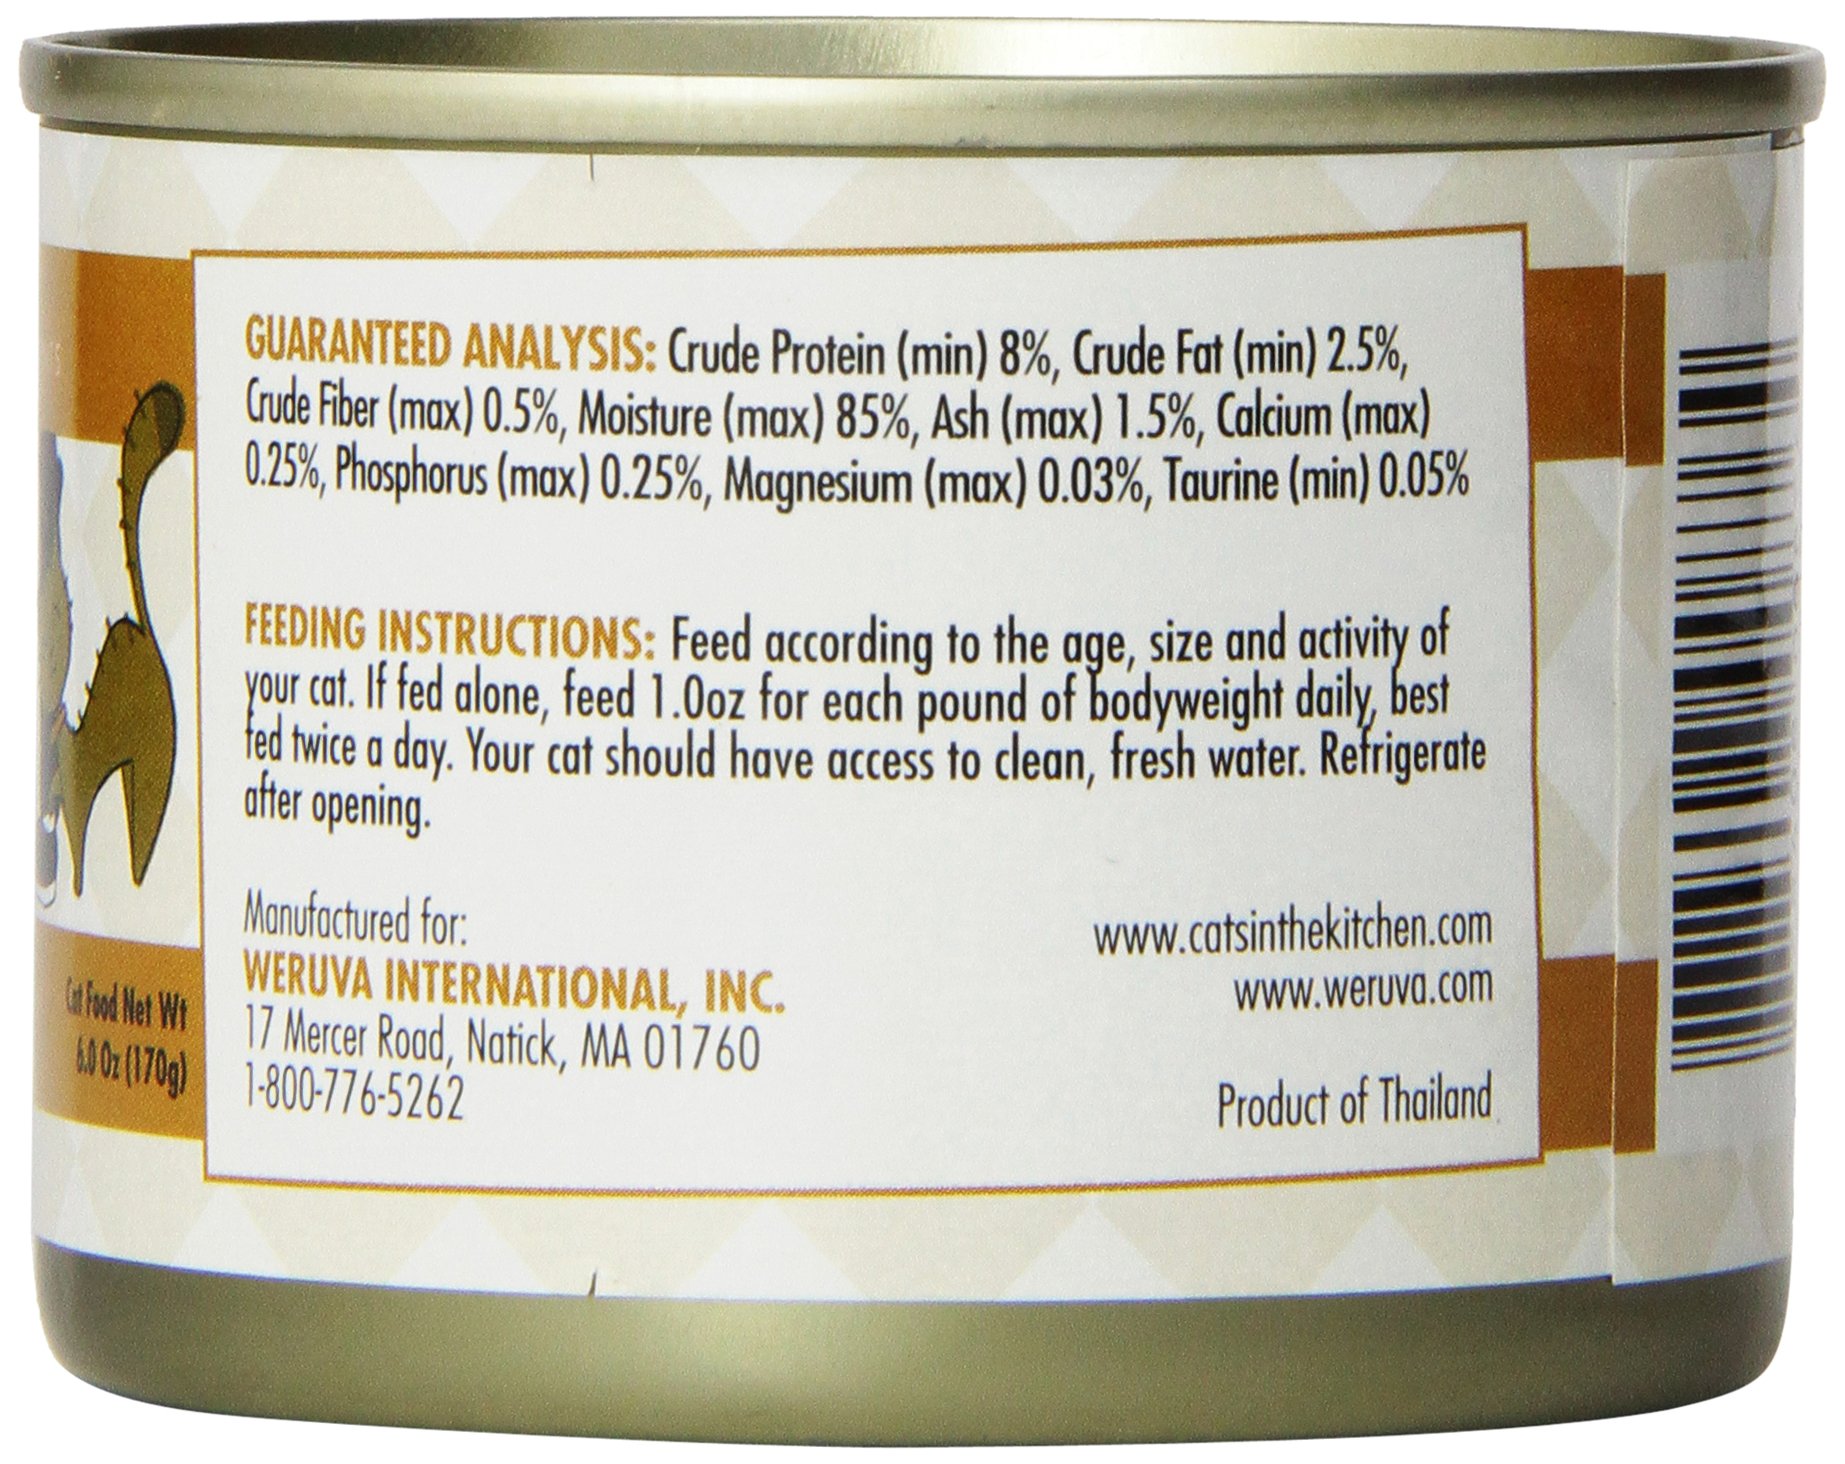 GUARANTEED ANALYSIS: Crude Protein (min) 8%, Crude Fat (min) 2.5%,
Crude Fiber (max) 0.5%, Moisture (max) 85%, Ash (max) 1.5%, Calcium (max)
0.25%, Phosphorus (max) 0.25%, Magnesium (max) 0.03%, Taurine (min) 0.05%
FEEDING INSTRUCTIONS: Feed according to the age, size and activity of
your cat. If fed alone, feed 1.0oz for each pound of bodyweight daily, best
fed twice a day. Your cat should have access to clean, fresh water. Refrigerate
after opening.
Manufactured for:
WERUVA INTERNATIONAL, INC.
17 Mercer Road, Natick, MA 01760
1-800-776-5262
www.catsinthekitchen.com
www.weruva.com
Product of Thailand
Cat Food Net Wt
6.0 Oz (170g)